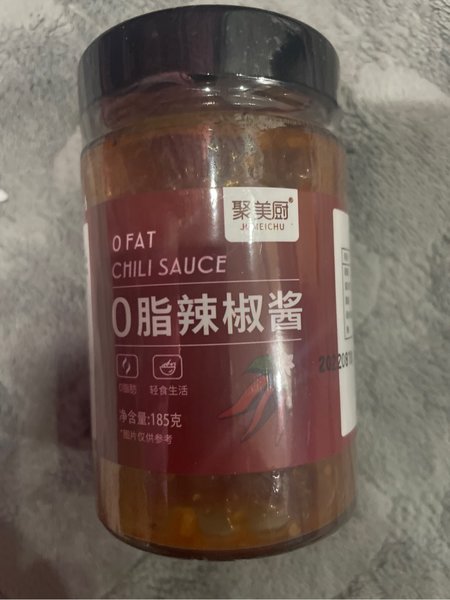 聚美厨®
JUMEICHU
0 FAT
CHILI SAUCE
0脂辣椒酱
0脂肪
轻食生活
净含量:185克
*图片仅供参考